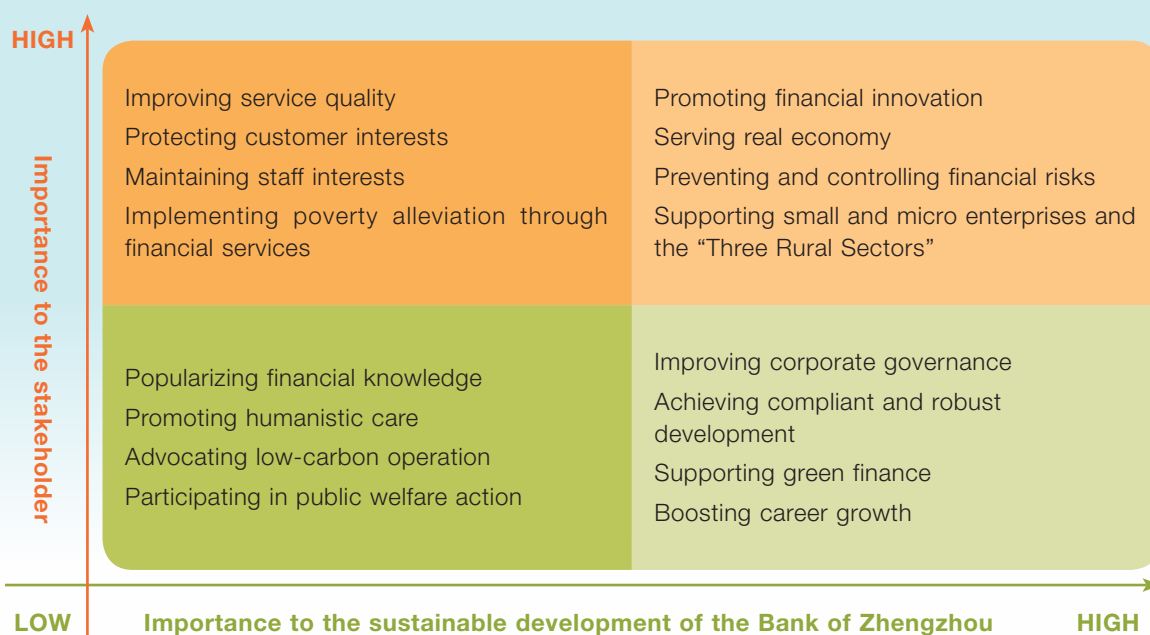 HIGH
Importance to the stakeholder
Improving service quality
Protecting customer interests
Maintaining staff interests
Implementing poverty alleviation through
financial services
Promoting financial innovation
Serving real economy
Preventing and controlling financial risks
Supporting small and micro enterprises and
the “Three Rural Sectors”
Popularizing financial knowledge
Promoting humanistic care
Advocating low-carbon operation
Participating in public welfare action
Improving corporate governance
Achieving compliant and robust
development
Supporting green finance
Boosting career growth
LOW
Importance to the sustainable development of the Bank of Zhengzhou
HIGH